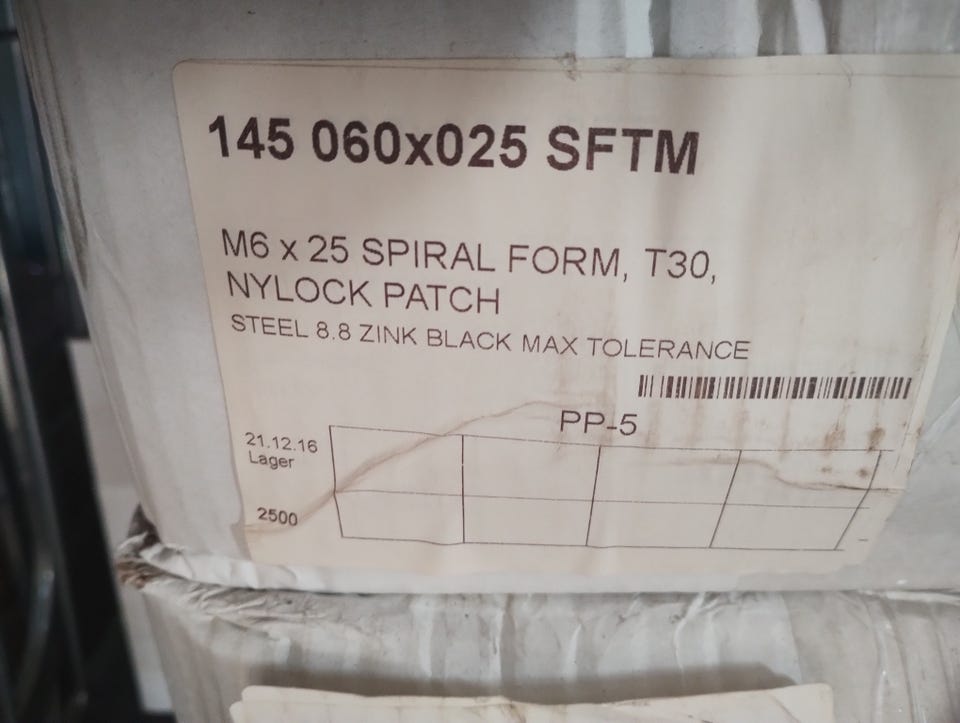 145 060x025 SFTM
M6 x 25 SPIRAL FORM, T30,
NYLOCK PATCH
STEEL 8.8 ZINK BLACK MAX TOLERANCE
PP-5
21.12.16
Lager
2500